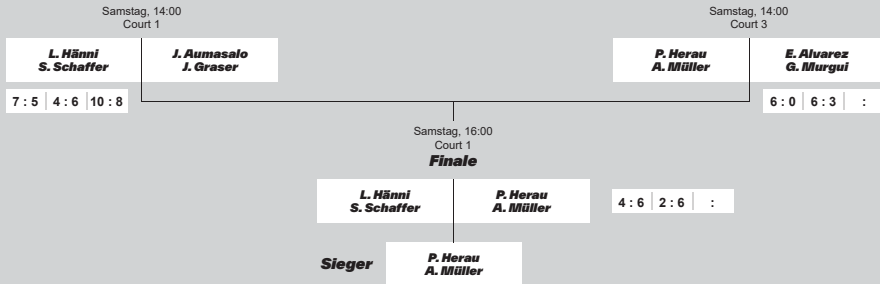 Samstag, 14:00
Court 1
L. Hänni
S. Schaffer
J. Aumasalo
J. Graser
7 : 5 4 : 6 10 : 8
Samstag, 14:00
Court 3
P. Herau
A. Müller
E. Alvarez
G. Murgui
6 : 0 6 : 3 :
Samstag, 16:00
Court 1
Finale
L. Hänni
S. Schaffer
P. Herau
A. Müller
4 : 6 2 : 6 :
Sieger
P. Herau
A. Müller